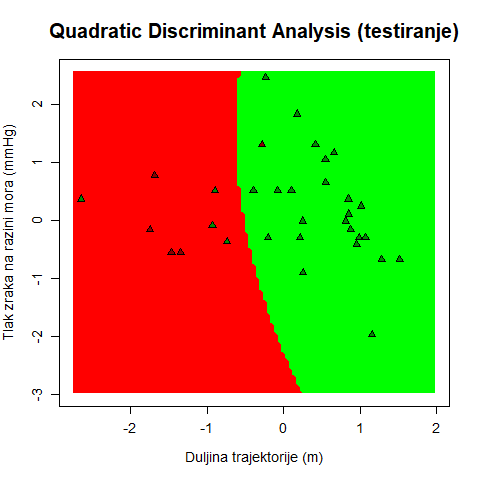 Quadratic Discriminant Analysis (testiranje)
Tlak zraka na razini mora (mmHg)
2
1
0
-1
-2
-3
-2 -1 0 1 2
Duljina trajektorije (m)